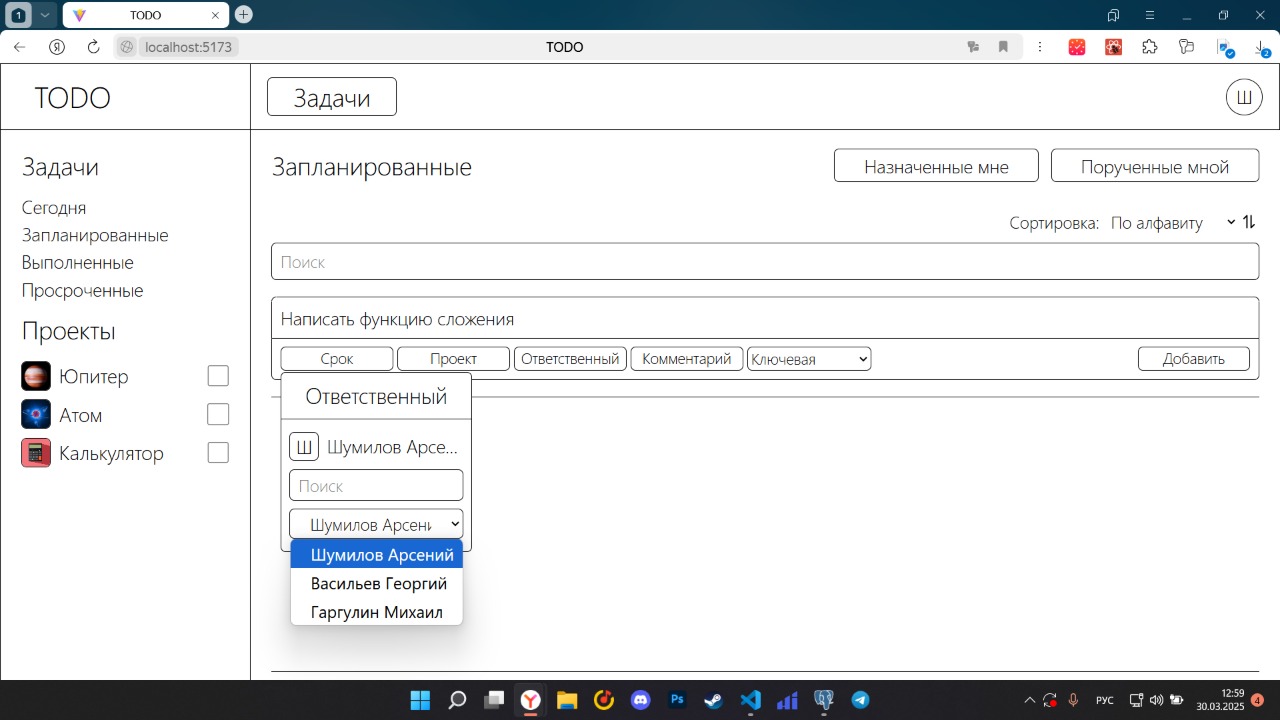 1
TODO
Я
localhost:5173
TODO
2
TODO
Задачи
Ш
Задачи
Сегодня
Запланированные
Выполненные
Просроченные
Проекты
Юпитер
Атом
Калькулятор
Запланированные
Назначенные мне
Порученные мной
Сортировка: По алфавиту
Поиск
Написать функцию сложения
Срок
Проект
Ответственный
Комментарий
Ключевая
Добавить
Ответственный
Ш Шумилов Арсе...
Поиск
Шумилов Арсени
Шумилов Арсений
Васильев Георгий
Гаргулин Михаил
Y
Ps
РУС
12:59
30.03.2025
4